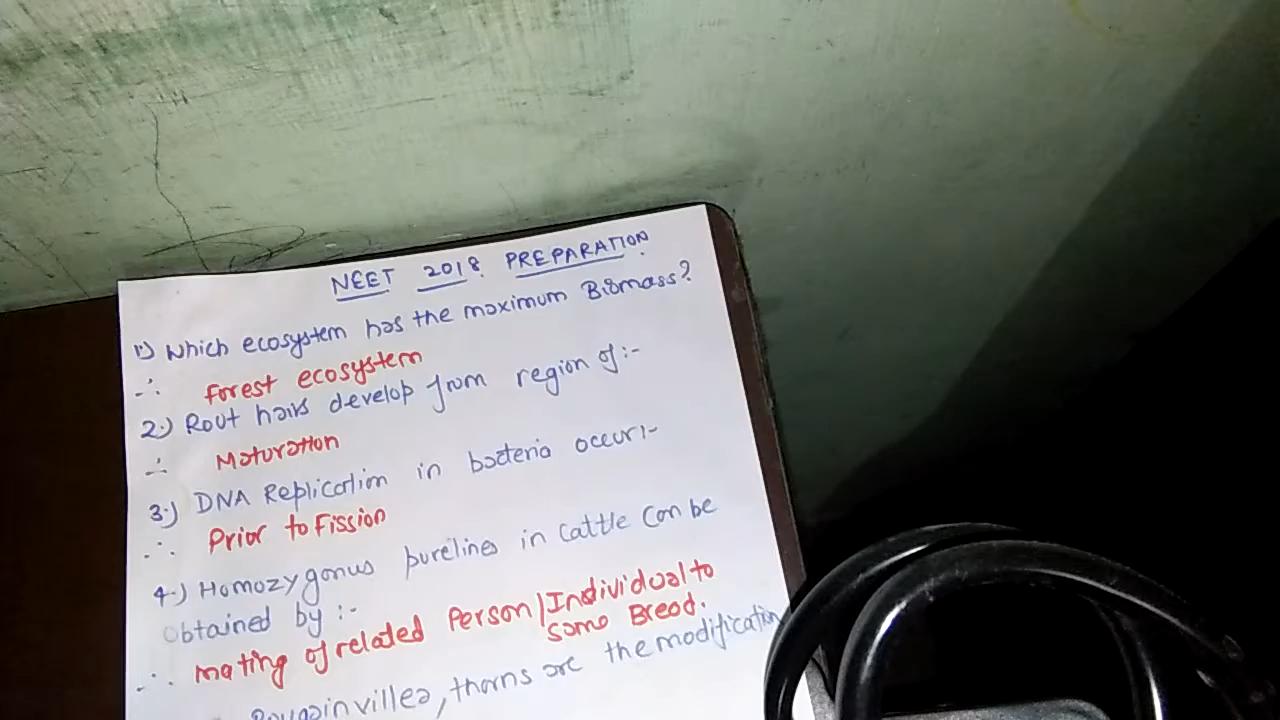 NEET 2018 PREPARATION
1) Which ecosystem has the maximum Biomass?
∴ Forest ecosystem
2.) Rout hairs develop from region of:-
∴ Maturation
3.) DNA Replication in bacteria occur:-
∴ Prior to Fission
4.) Homozygonus purelines in cattle can be
obtained by :-
∴ mating of related Person/Individual to
same Breod.
Bougainvillea, thorns are the modification